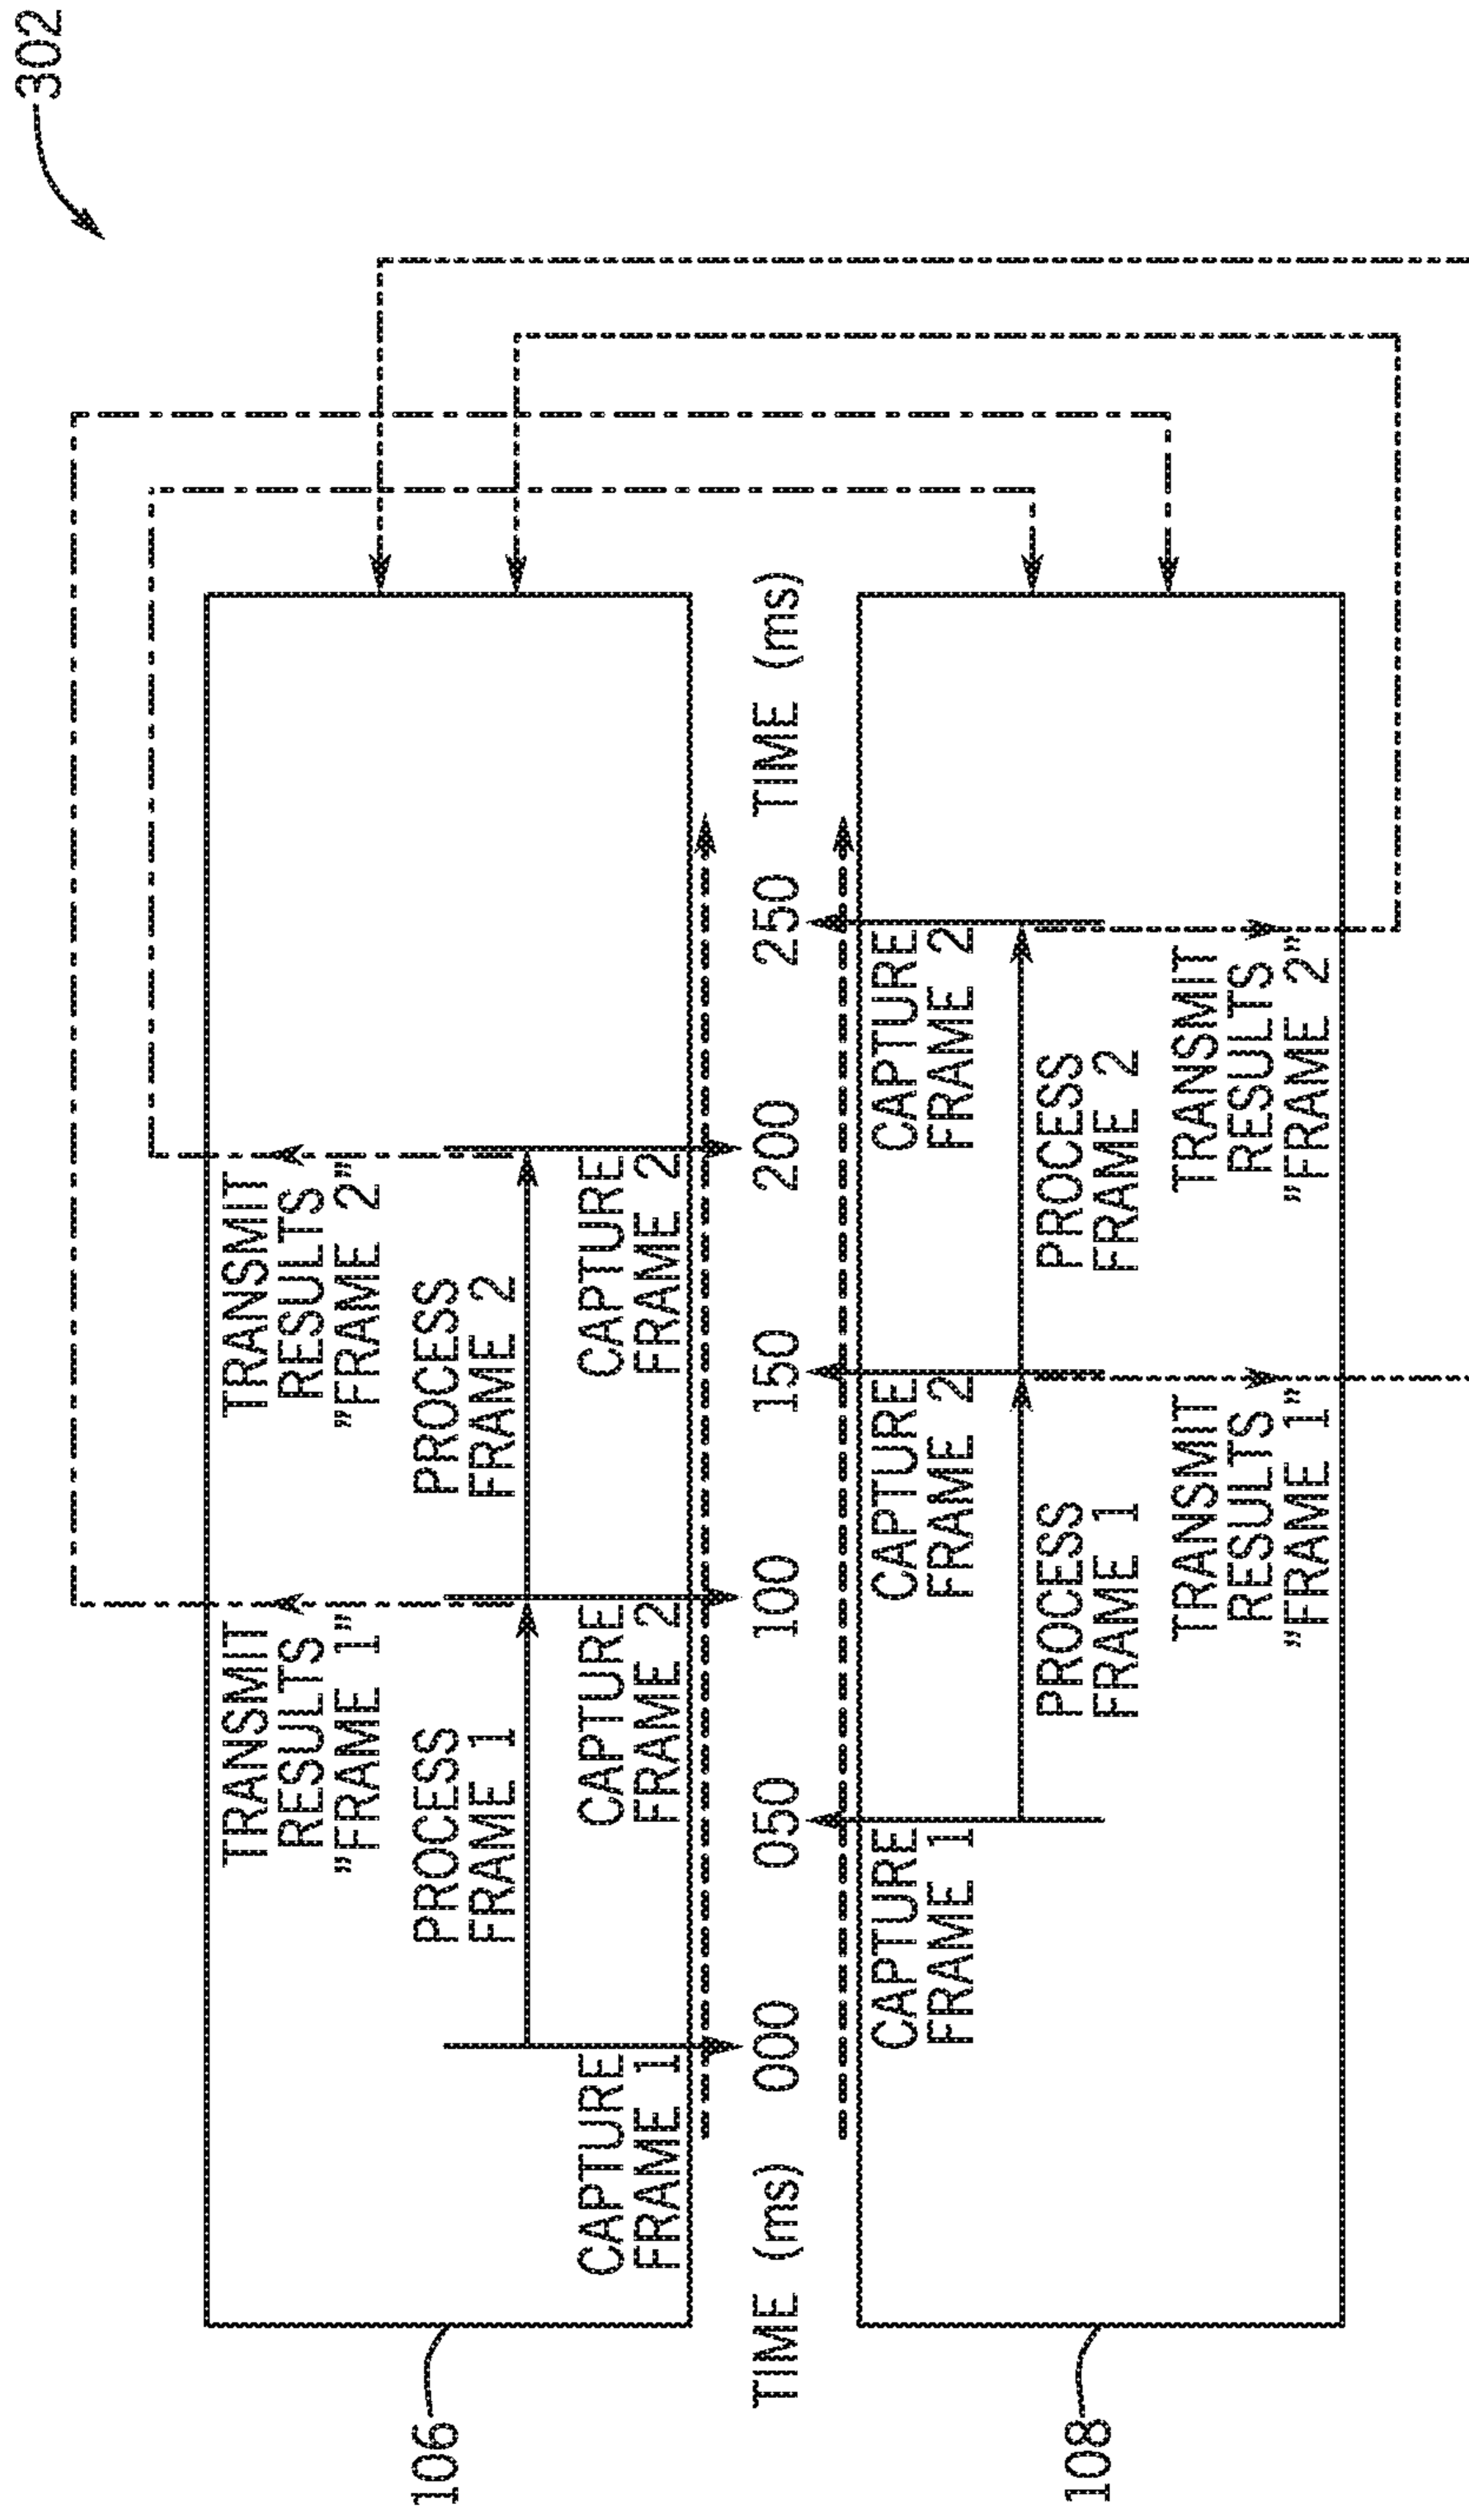 302
TRANSMIT
RESULTS
"FRAME 1"
TRANSMIT
RESULTS
"FRAME 2"
PROCESS
FRAME 1
PROCESS
FRAME 2
CAPTURE
FRAME 1
CAPTURE
FRAME 2
CAPTURE
FRAME 2
106
TIME (ms) 000 050 100 150 200 250 TIME (ms)
CAPTURE
FRAME 1
CAPTURE
FRAME 2
CAPTURE
FRAME 2
PROCESS
FRAME 1
PROCESS
FRAME 2
TRANSMIT
RESULTS
"FRAME 1"
TRANSMIT
RESULTS
"FRAME 2"
108